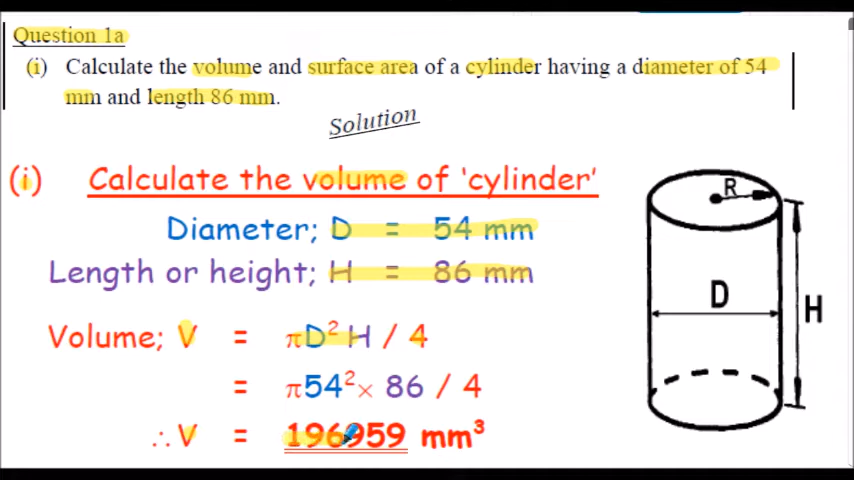 Question 1a
(i) Calculate the volume and surface area of a cylinder having a diameter of 54
mm and length 86 mm.
Solution
(i) Calculate the volume of ‘cylinder’
Diameter; D = 54 mm
Length or height; H = 86 mm
Volume; V = πD² H / 4
= π54² × 86 / 4
∴ V = 196959 mm³
R
D
H